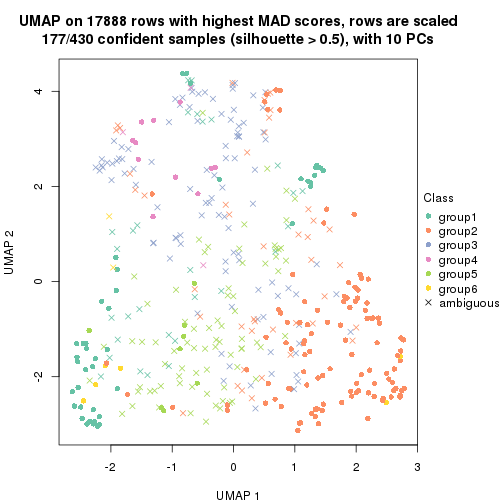 UMAP on 17888 rows with highest MAD scores, rows are scaled
177/430 confident samples (silhouette > 0.5), with 10 PCs
4
2
0
-2
UMAP 2
-2
-1
0
1
2
3
UMAP 1
Class
group1
group2
group3
group4
group5
group6
ambiguous